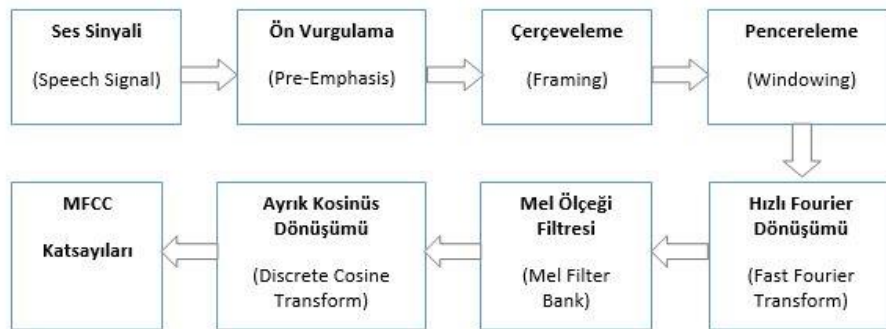 Ses Sinyali
(Speech Signal)
Ön Vurgulama
(Pre-Emphasis)
Çerçeveleme
(Framing)
Pencereleme
(Windowing)
Hızlı Fourier
Dönüşümü
(Fast Fourier
Transform)
Mel Ölçeği
Filtresi
(Mel Filter
Bank)
Ayrık Kosinüs
Dönüşümü
(Discrete Cosine
Transform)
MFCC
Katsayıları